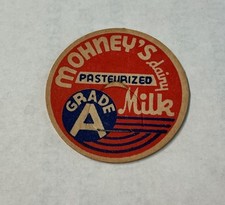 MOHNEY'S dairy
PASTEURIZED
GRADE A
Milk